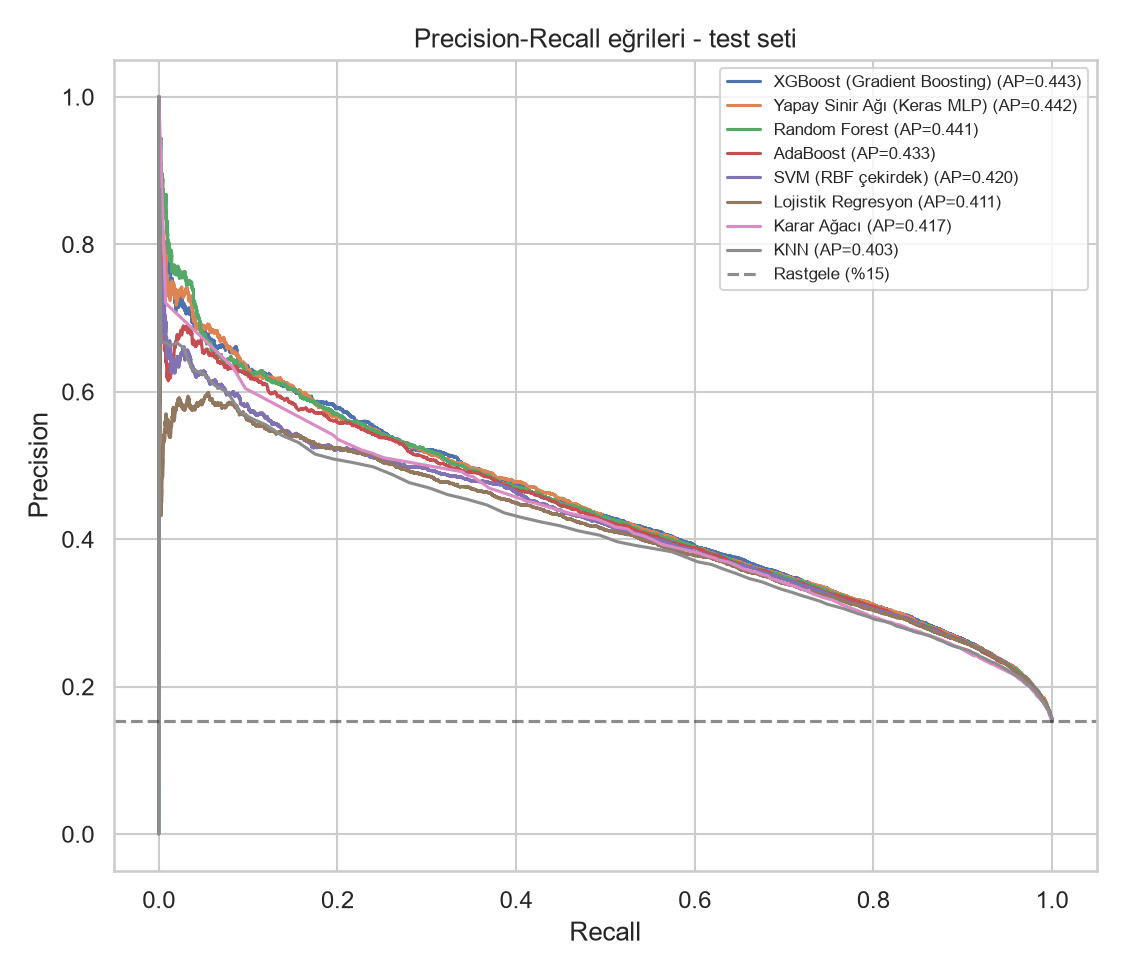 Precision-Recall eğrileri - test seti
XGBoost (Gradient Boosting) (AP=0.443)
Yapay Sinir Ağı (Keras MLP) (AP=0.442)
Random Forest (AP=0.441)
AdaBoost (AP=0.433)
SVM (RBF çekirdek) (AP=0.420)
Lojistik Regresyon (AP=0.411)
Karar Ağacı (AP=0.417)
KNN (AP=0.403)
Rastgele (%15)
Precision
1.0
0.8
0.6
0.4
0.2
0.0
0.0 0.2 0.4 0.6 0.8 1.0
Recall